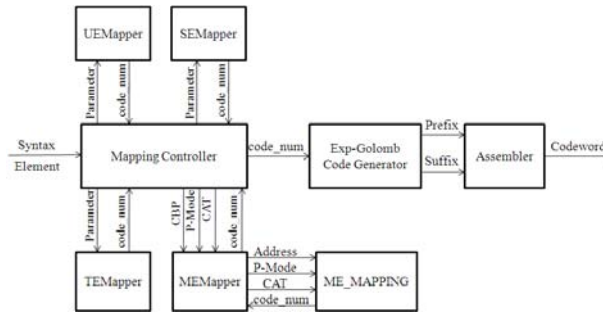 UEMapper
SEMapper
Parameter
code_num
Parameter
code_num
Syntax
Element
Mapping Controller
code_num
Exp-Golomb
Code Generator
Prefix
Suffix
Assembler
Codeword
Parameter
code_num
CBP
P-Mode
CAT
code_num
TEMapper
MEMapper
Address
P-Mode
CAT
code_num
ME_MAPPING